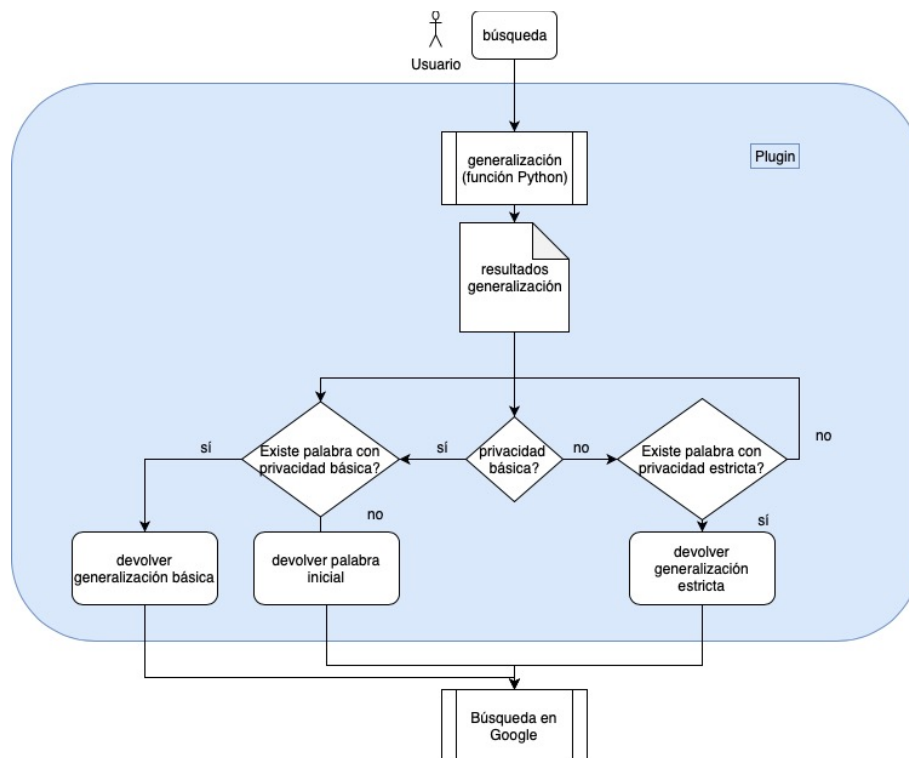 búsqueda
Usuario
generalización
(función Python)
Plugin
resultados
generalización
Existe palabra con
privacidad básica?
sí
privacidad
básica?
no
Existe palabra con
privacidad estricta?
no
sí
no
sí
devolver
generalización básica
devolver palabra
inicial
devolver
generalización
estricta
Búsqueda en
Google